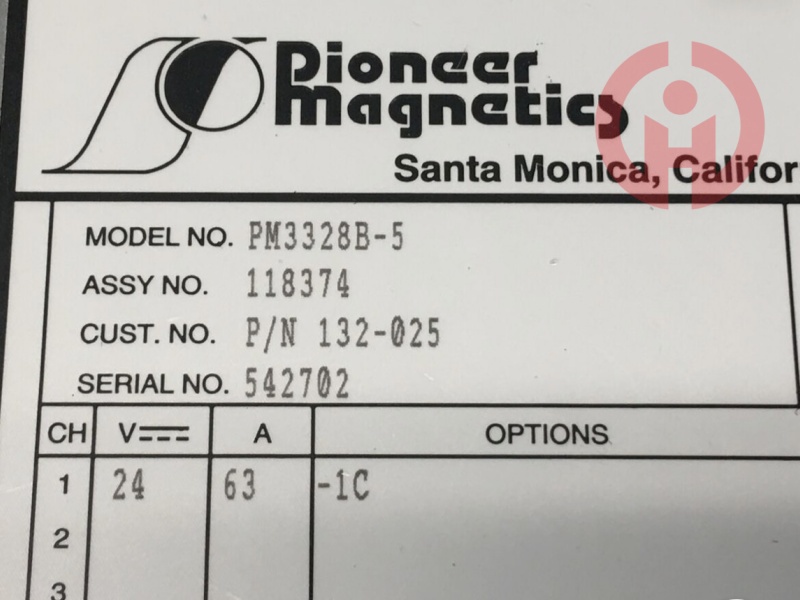 Pioneer
Magnetics
Santa Monica, Califor
MODEL NO. PM3328B-5
ASSY NO. 118374
CUST. NO. P/N 132-025
SERIAL NO. 542702
CH V A OPTIONS
1 24 63 -1C
2
3